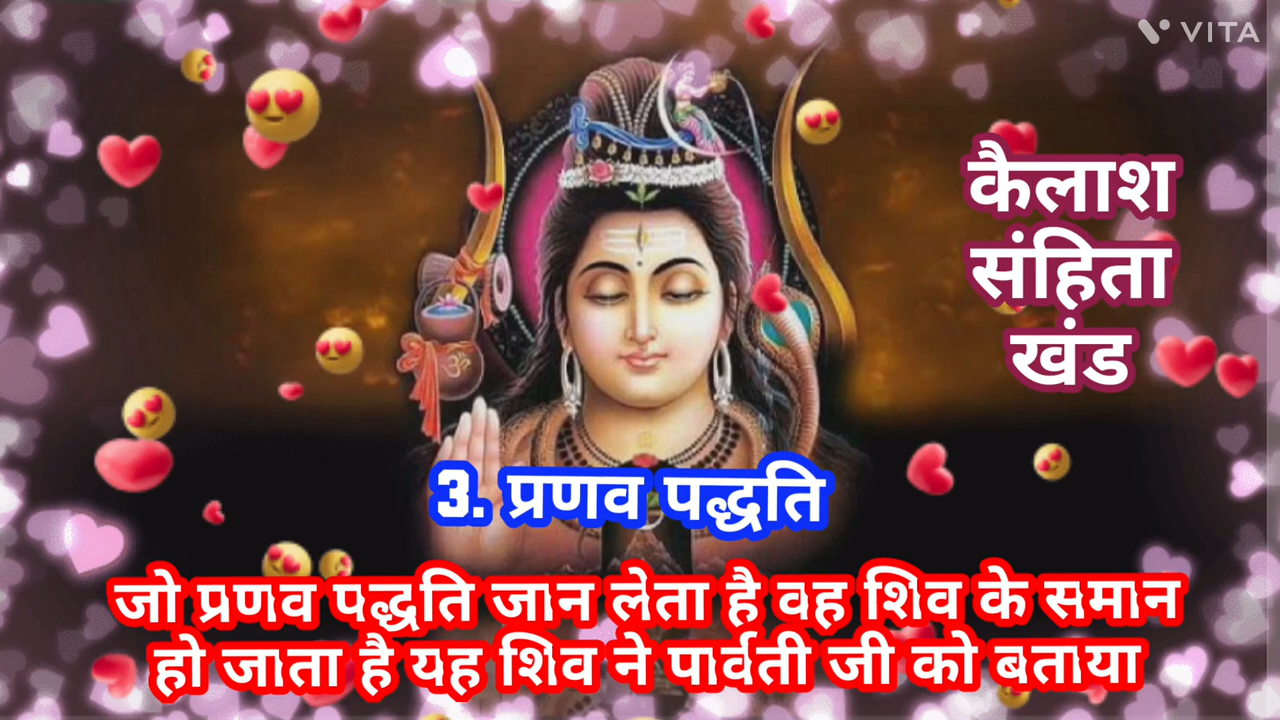 VITA
कैलाश
संहिता
खंड
3. प्रणव पद्धति
जो प्रणव पद्धति जान लेता है वह शिव के समान
हो जाता है यह शिव ने पार्वती जी को बताया
ॐ